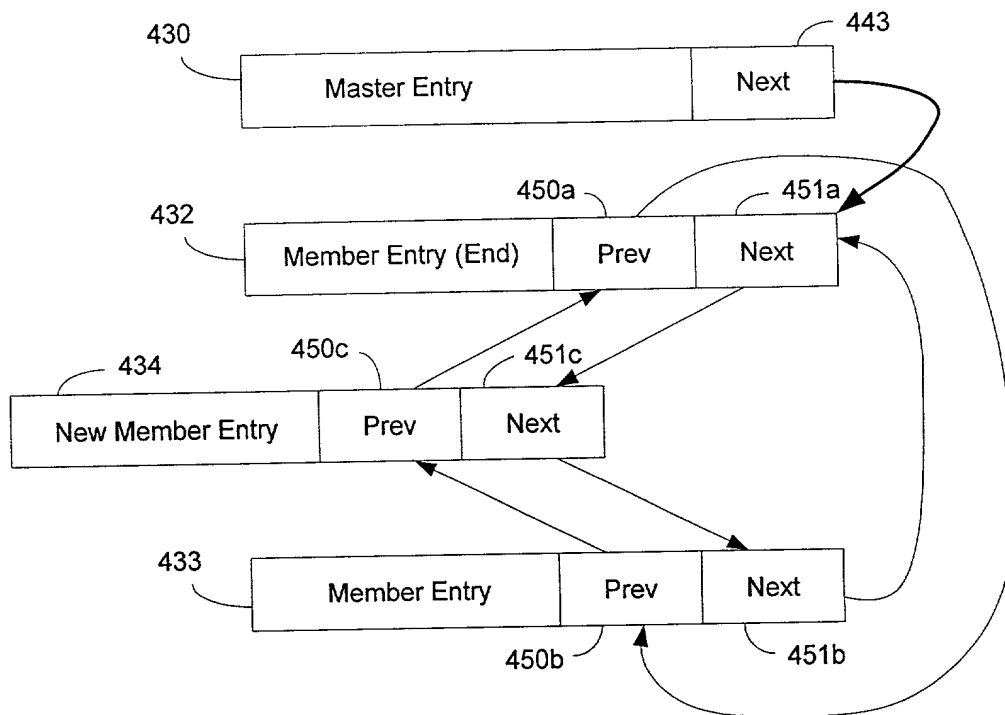 430
443
Master Entry
Next
450a
451a
432
Member Entry (End)
Prev
Next
434
450c
451c
New Member Entry
Prev
Next
433
Member Entry
Prev
Next
450b
451b